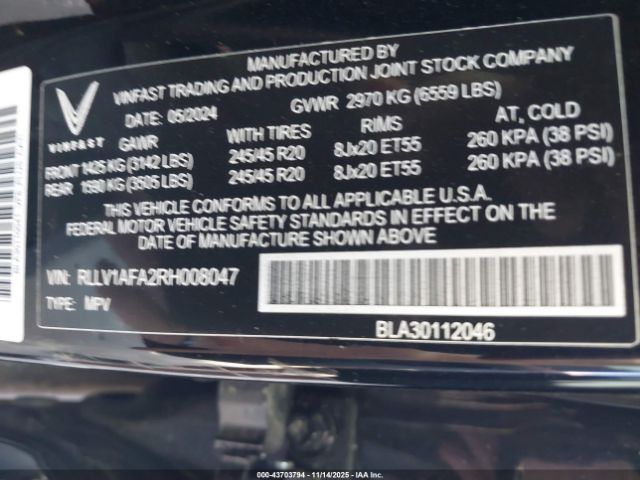 MANUFACTURED BY
VINFAST TRADING AND PRODUCTION JOINT STOCK COMPANY
VINFAST
DATE: 05/2024 GVWR 2970 KG (6559 LBS)
GAWR WITH TIRES RIMS AT, COLD
FRONT 1425 KG (3142 LBS) 245/45 R20 8Jx20 ET55 260 KPA (38 PSI)
REAR 1590 KG (3505 LBS) 245/45 R20 8Jx20 ET55 260 KPA (38 PSI)
THIS VEHICLE CONFORMS TO ALL APPLICABLE U.S.A.
FEDERAL MOTOR VEHICLE SAFETY STANDARDS IN EFFECT ON THE
DATE OF MANUFACTURE SHOWN ABOVE
VIN: RLLV1AFA2RH008047
TYPE: MPV
BLA30112046
000-43703794 - 11/14/2025 - IAA Corp.